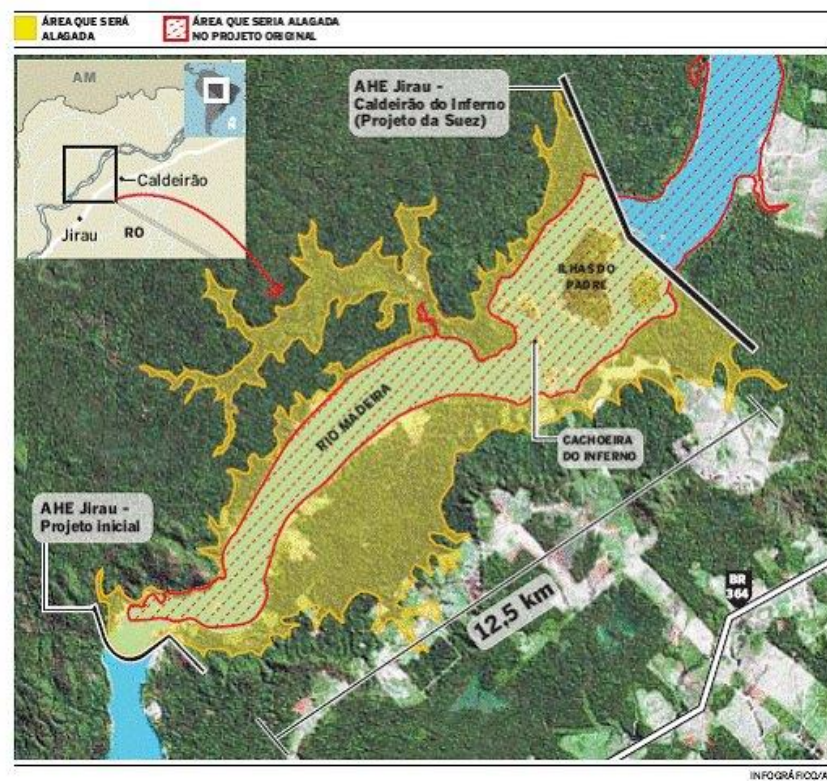 ÁREA QUE SERÁ
ALAGADA
ÁREA QUE SERIA ALAGADA
NO PROJETO ORIGINAL
AM
Caldeirão
Jirau
RO
AHE Jirau -
Caldeirão do Inferno
(Projeto da Suez)
ILHAS DO
PADRE
RIO MADEIRA
CACHOEIRA
DO INFERNO
AHE Jirau -
Projeto inicial
12,5 km
BR
364
INFOGRÁFICO/A